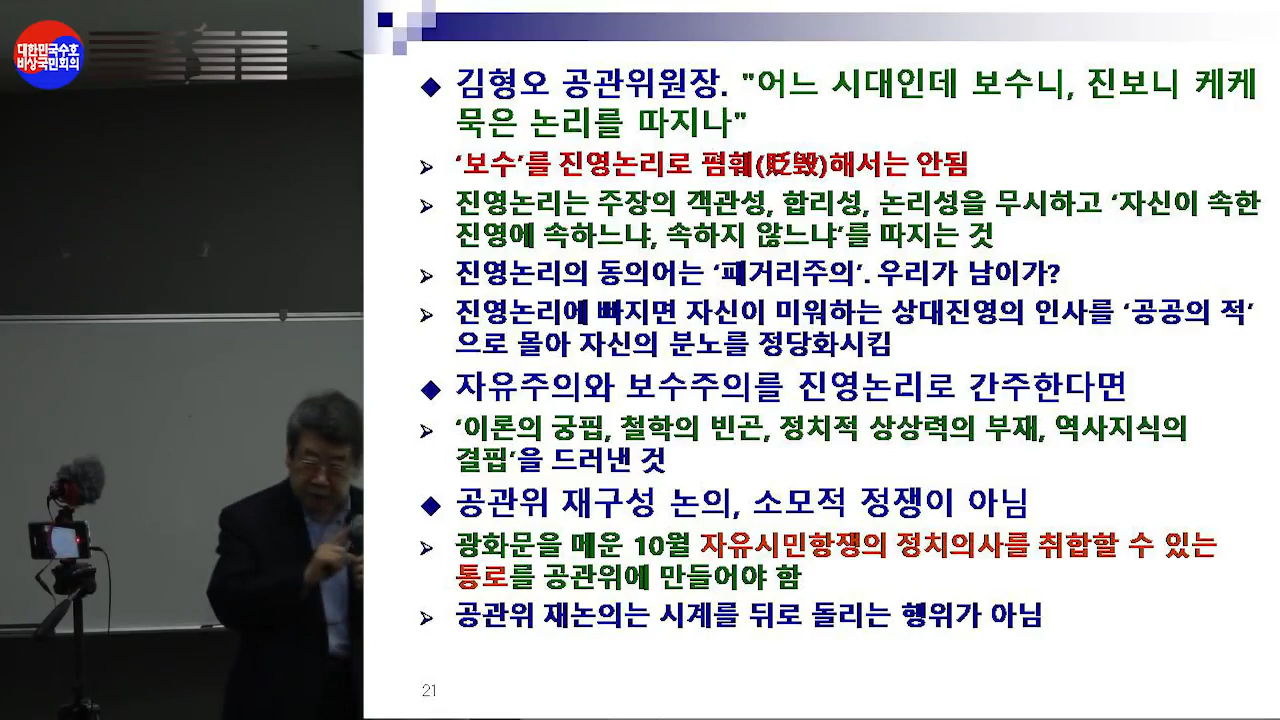 대한민국수호
비상국민회의
김형오 공관위원장. "어느 시대인데 보수니, 진보니 케케
묵은 논리를 따지나"
‘보수’를 진영논리로 폄훼(貶毁)해서는 안됨
진영논리는 주장의 객관성, 합리성, 논리성을 무시하고 ‘자신이 속한
진영에 속하느냐, 속하지 않느냐’를 따지는 것
진영논리의 동의어는 ‘패거리주의’. 우리가 남이가?
진영논리에 빠지면 자신이 미워하는 상대진영의 인사를 ‘공공의 적’
으로 몰아 자신의 분노를 정당화시킴
자유주의와 보수주의를 진영논리로 간주한다면
‘이론의 궁핍, 철학의 빈곤, 정치적 상상력의 부재, 역사지식의
결핍’을 드러낸 것
공관위 재구성 논의, 소모적 정쟁이 아님
광화문을 메운 10월 자유시민항쟁의 정치의사를 취합할 수 있는
통로를 공관위에 만들어야 함
공관위 재논의는 시계를 뒤로 돌리는 행위가 아님
21